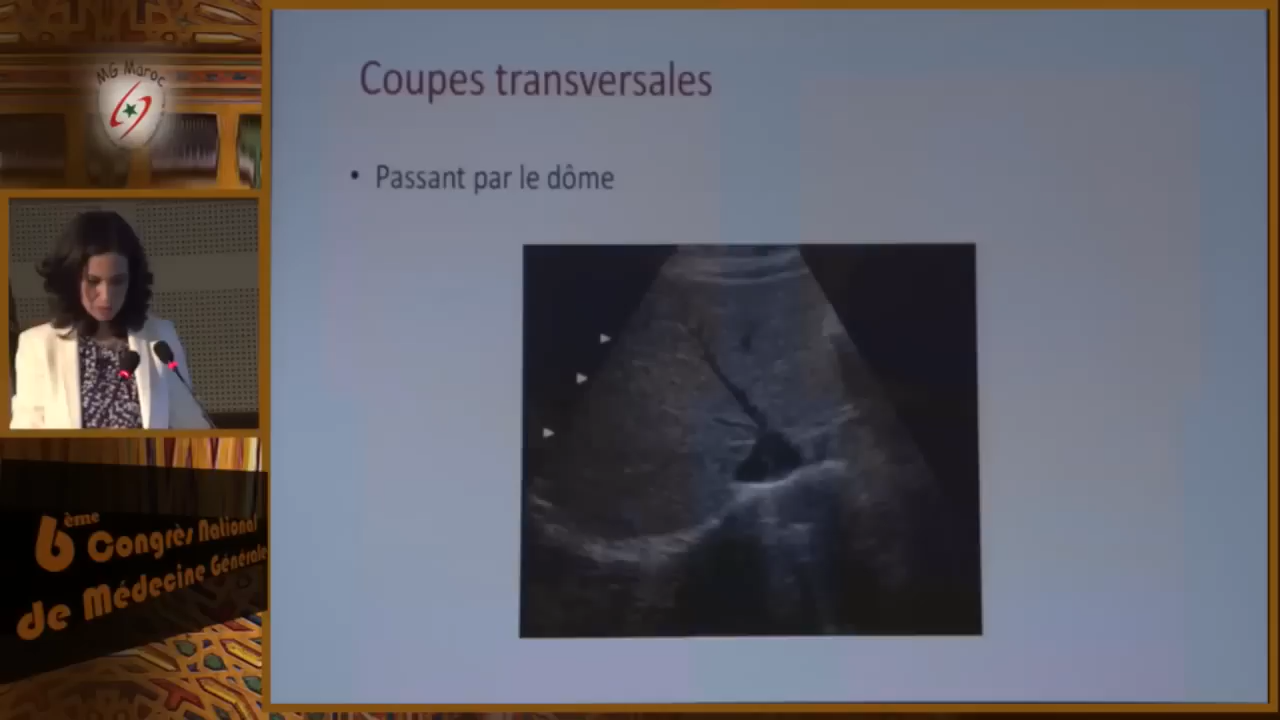 MG Maroc
Coupes transversales
• Passant par le dôme
6ème Congrès National
de Médecine Générale